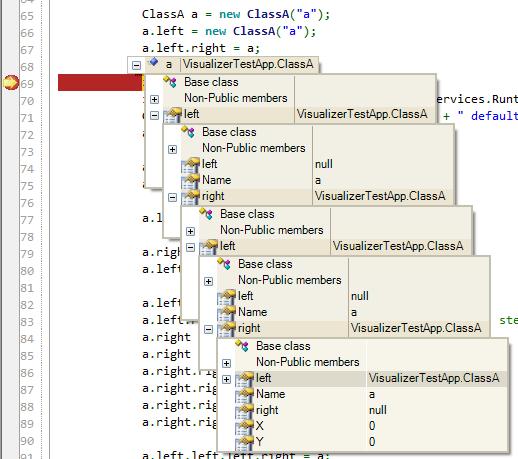 64
65 ClassA a = new ClassA("a");
66 a.left = new ClassA("a");
67 a.left.right = a;
68 a VisualizerTestApp.ClassA
69 Base class
70 Non-Public members ervices.Runt
71 left VisualizerTestApp.ClassA + " default
72 a Base class
73 Non-Public members
74 a left null
75 a Name a
76 right VisualizerTestApp.ClassA
77 a.l Base class
78 Non-Public members
79 a.righ left VisualizerTestApp.ClassA
80 a.left Base class
81 Non-Public members
82 a.left left null
83 a.left. Name a ste
84 a.right right VisualizerTestApp.ClassA
85 a.right Base class
86 a.right.rig Non-Public members
87 a.right.rig left VisualizerTestApp.ClassA
88 a.right.rig Name a
89 a.right.rig right null
90 X 0
Y 0
91 a.left.left.left.right = a;